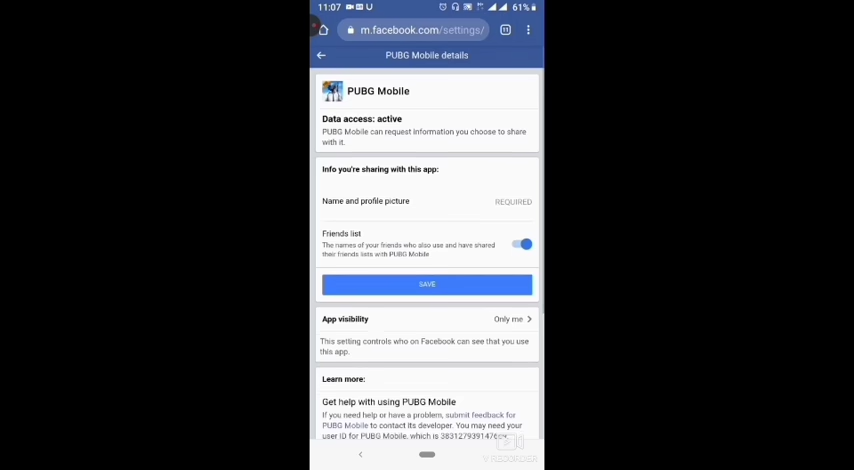 11:07
61%
m.facebook.com/settings/
11
PUBG Mobile details
PUBG Mobile
Data access: active
PUBG Mobile can request information you choose to share
with it.
Info you're sharing with this app:
Name and profile picture REQUIRED
Friends list
The names of your friends who also use and have shared
their friends lists with PUBG Mobile
SAVE
App visibility Only me
This setting controls who on Facebook can see that you use
this app.
Learn more:
Get help with using PUBG Mobile
If you need help or have a problem, submit feedback for
PUBG Mobile to contact its developer. You may need your
user ID for PUBG Mobile, which is
V RECORDER